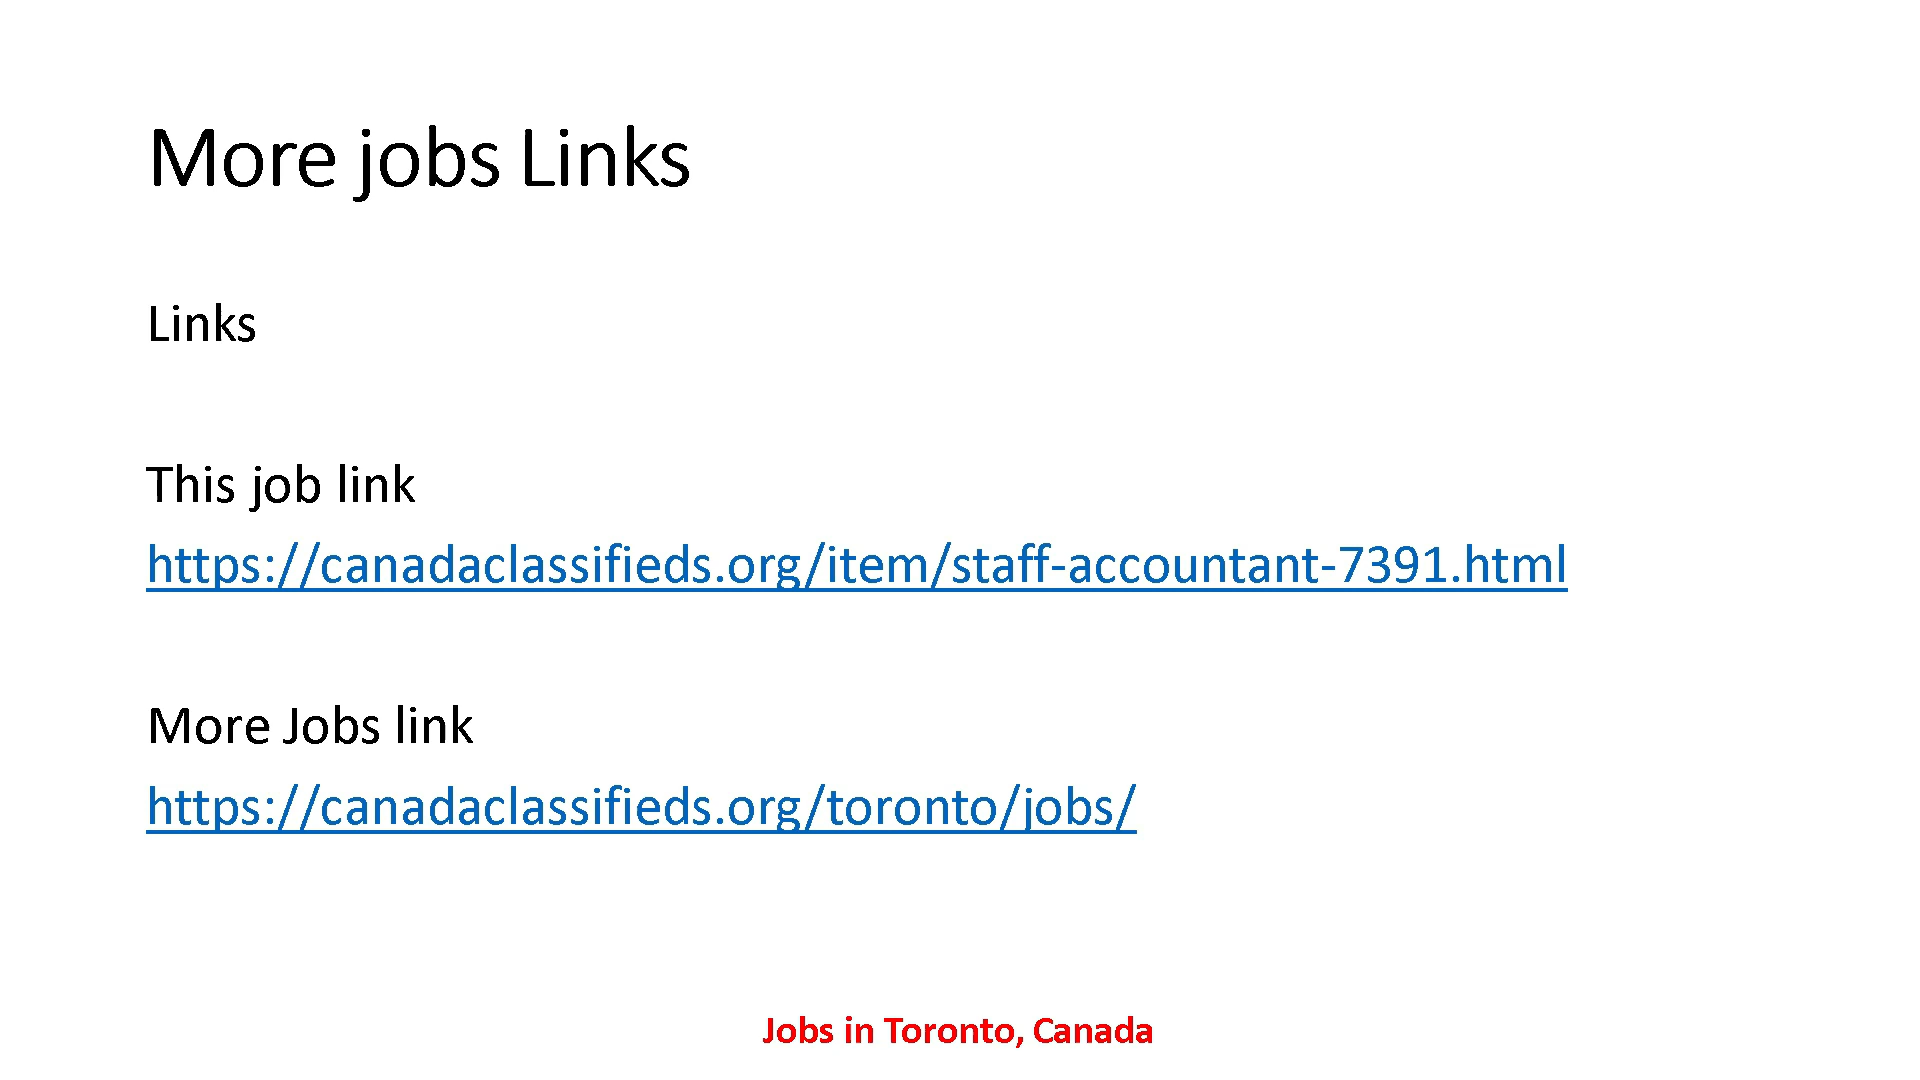 More jobs Links
Links
This job link
https://canadaclassifieds.org/item/staff-accountant-7391.html
More Jobs link
https://canadaclassifieds.org/toronto/jobs/
Jobs in Toronto, Canada